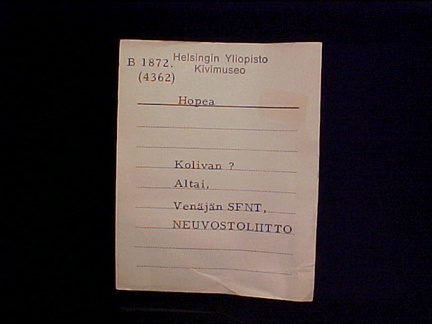 B 1872.
Helsingin Yliopisto
Kivimuseo
(4362)
Hopea
Kolivan ?
Altai,
Venäjän SFNT,
NEUVOSTOLIITTO